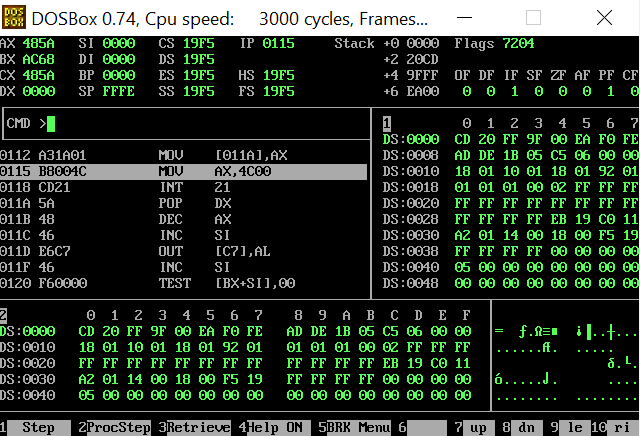 DOSBox 0.74, Cpu speed: 3000 cycles, Frames...
AX 485A SI 0000 CS 19F5 IP 0115 Stack +0 0000 Flags 7204
BX AC68 DI 0000 DS 19F5 +2 20CD
CX 485A BP 0000 ES 19F5 HS 19F5 +4 9FFF OF DF IF SF ZF AF PF CF
DX 0000 SP FFFE SS 19F5 FS 19F5 +6 EA00 0 0 1 0 0 0 1 0
CMD > 1 0 1 2 3 4 5 6 7
DS:0000 CD 20 FF 9F 00 EA F0 FE
0112 A31A01 MOV [011A],AX DS:0008 AD DE 1B 05 C5 06 00 00
0115 B8004C MOV AX,4C00 DS:0010 18 01 10 01 18 01 92 01
0118 CD21 INT 21 DS:0018 01 01 01 00 02 FF FF FF
011A 5A POP DX DS:0020 FF FF FF FF FF FF FF FF
011B 48 DEC AX DS:0028 FF FF FF FF EB 19 C0 11
011C 46 INC SI DS:0030 A2 01 14 00 18 00 F5 19
011D E6C7 OUT [C7],AL DS:0038 FF FF FF FF 00 00 00 00
011F 46 INC SI DS:0040 05 00 00 00 00 00 00 00
0120 F60000 TEST [BX+SI],00 DS:0048 00 00 00 00 00 00 00 00
2 0 1 2 3 4 5 6 7 8 9 A B C D E F
DS:0000 CD 20 FF 9F 00 EA F0 FE AD DE 1B 05 C5 06 00 00 = ƒ.Ω≡■ ¡▐..┼...
DS:0010 18 01 10 01 18 01 92 01 01 01 01 00 02 FF FF FF ......Æ. .....
DS:0020 FF FF FF FF FF FF FF FF FF FF FF FF EB 19 C0 11 δ.└.
DS:0030 A2 01 14 00 18 00 F5 19 FF FF FF FF 00 00 00 00 ó.....⌡. ....
DS:0040 05 00 00 00 00 00 00 00 00 00 00 00 00 00 00 00 ........ ........
1 Step 2ProcStep 3Retrieve 4Help ON 5BRK Menu 6 7 up 8 dn 9 le 10 ri